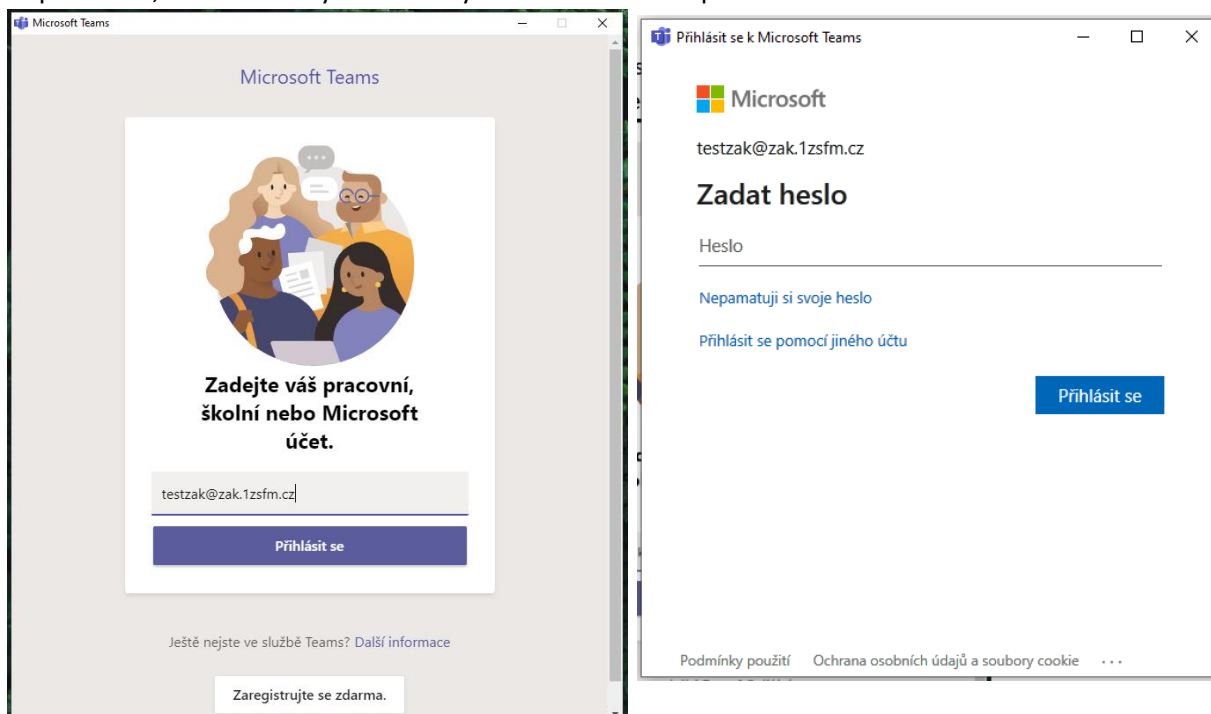 Microsoft Teams
Microsoft Teams
Zadejte váš pracovní,
školní nebo Microsoft
účet.
testzak@zak.1zsfm.cz
Přihlásit se
Ještě nejste ve službě Teams? Další informace
Zaregistrujte se zdarma.
Přihlásit se k Microsoft Teams
Microsoft
testzak@zak.1zsfm.cz
Zadat heslo
Heslo
Nepamatuji si svoje heslo
Přihlásit se pomocí jiného účtu
Přihlásit se
Podmínky použití Ochrana osobních údajů a soubory cookie ...